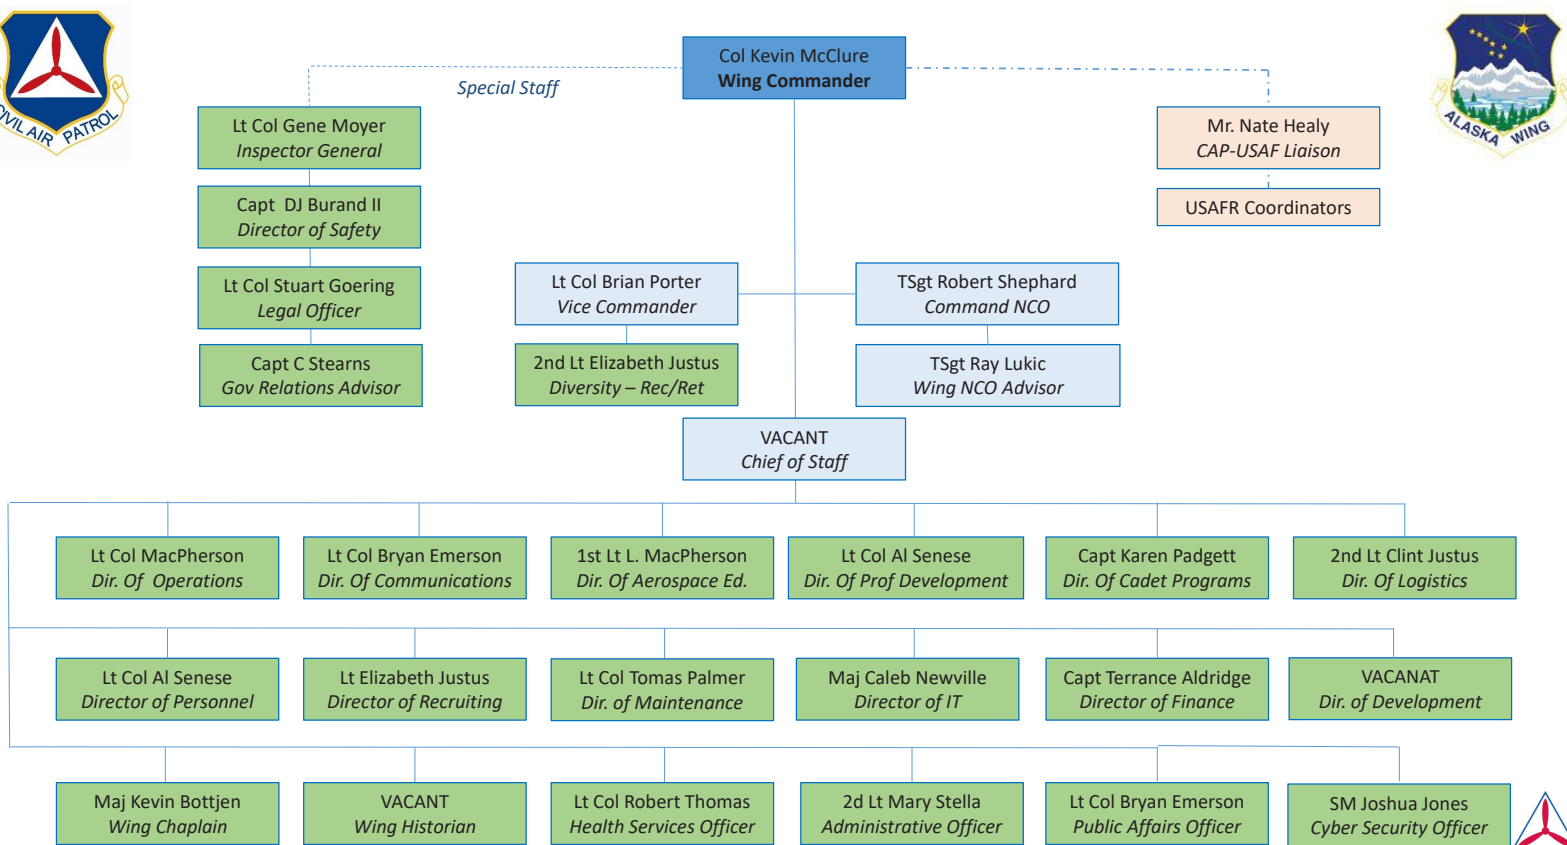 Col Kevin McClure
Wing Commander
Special Staff
CIVIL AIR PATROL
ALASKA WING
Lt Col Gene Moyer
Inspector General
Mr. Nate Healy
CAP-USAF Liaison
Capt DJ Burand II
Director of Safety
USAFR Coordinators
Lt Col Stuart Goering
Legal Officer
Lt Col Brian Porter
Vice Commander
TSgt Robert Shephard
Command NCO
Capt C Stearns
Gov Relations Advisor
2nd Lt Elizabeth Justus
Diversity – Rec/Ret
TSgt Ray Lukic
Wing NCO Advisor
VACANT
Chief of Staff
Lt Col MacPherson
Dir. Of Operations
Lt Col Bryan Emerson
Dir. Of Communications
1st Lt L. MacPherson
Dir. Of Aerospace Ed.
Lt Col Al Senese
Dir. Of Prof Development
Capt Karen Padgett
Dir. Of Cadet Programs
2nd Lt Clint Justus
Dir. Of Logistics
Lt Col Al Senese
Director of Personnel
Lt Elizabeth Justus
Director of Recruiting
Lt Col Tomas Palmer
Dir. of Maintenance
Maj Caleb Newville
Director of IT
Capt Terrance Aldridge
Director of Finance
VACANAT
Dir. of Development
Maj Kevin Bottjen
Wing Chaplain
VACANT
Wing Historian
Lt Col Robert Thomas
Health Services Officer
2d Lt Mary Stella
Administrative Officer
Lt Col Bryan Emerson
Public Affairs Officer
SM Joshua Jones
Cyber Security Officer